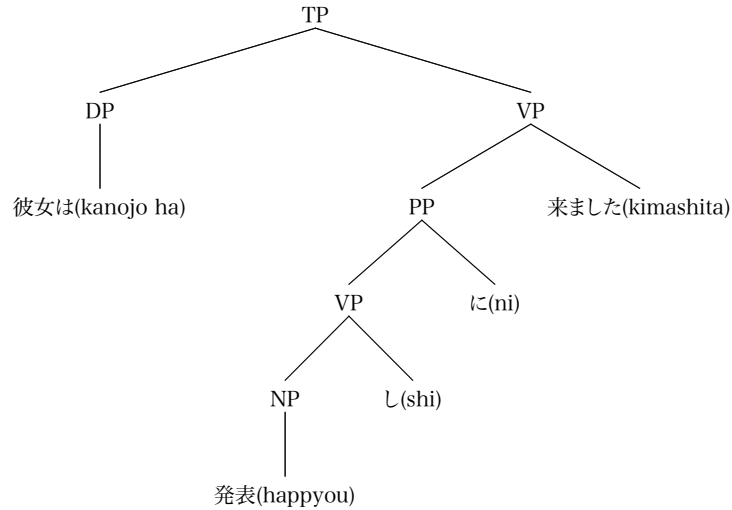 TP
DP
VP
彼女は(kanojo ha)
PP
来ました(kimashita)
VP
に(ni)
NP
し(shi)
発表(happyou)